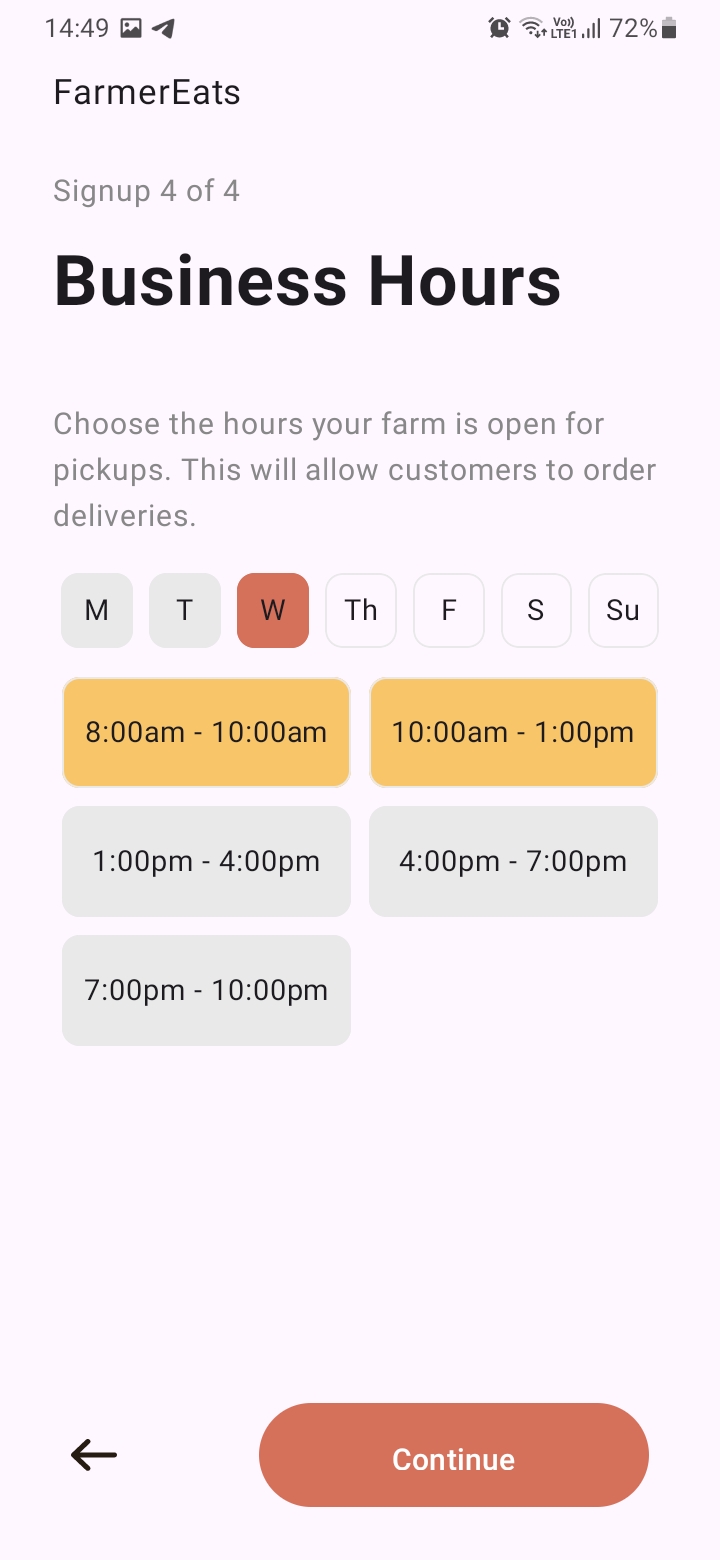 14:49 Vo)) LTE1 72%
FarmerEats
Signup 4 of 4
Business Hours
Choose the hours your farm is open for
pickups. This will allow customers to order
deliveries.
M T W Th F S Su
8:00am - 10:00am 10:00am - 1:00pm
1:00pm - 4:00pm 4:00pm - 7:00pm
7:00pm - 10:00pm
Continue